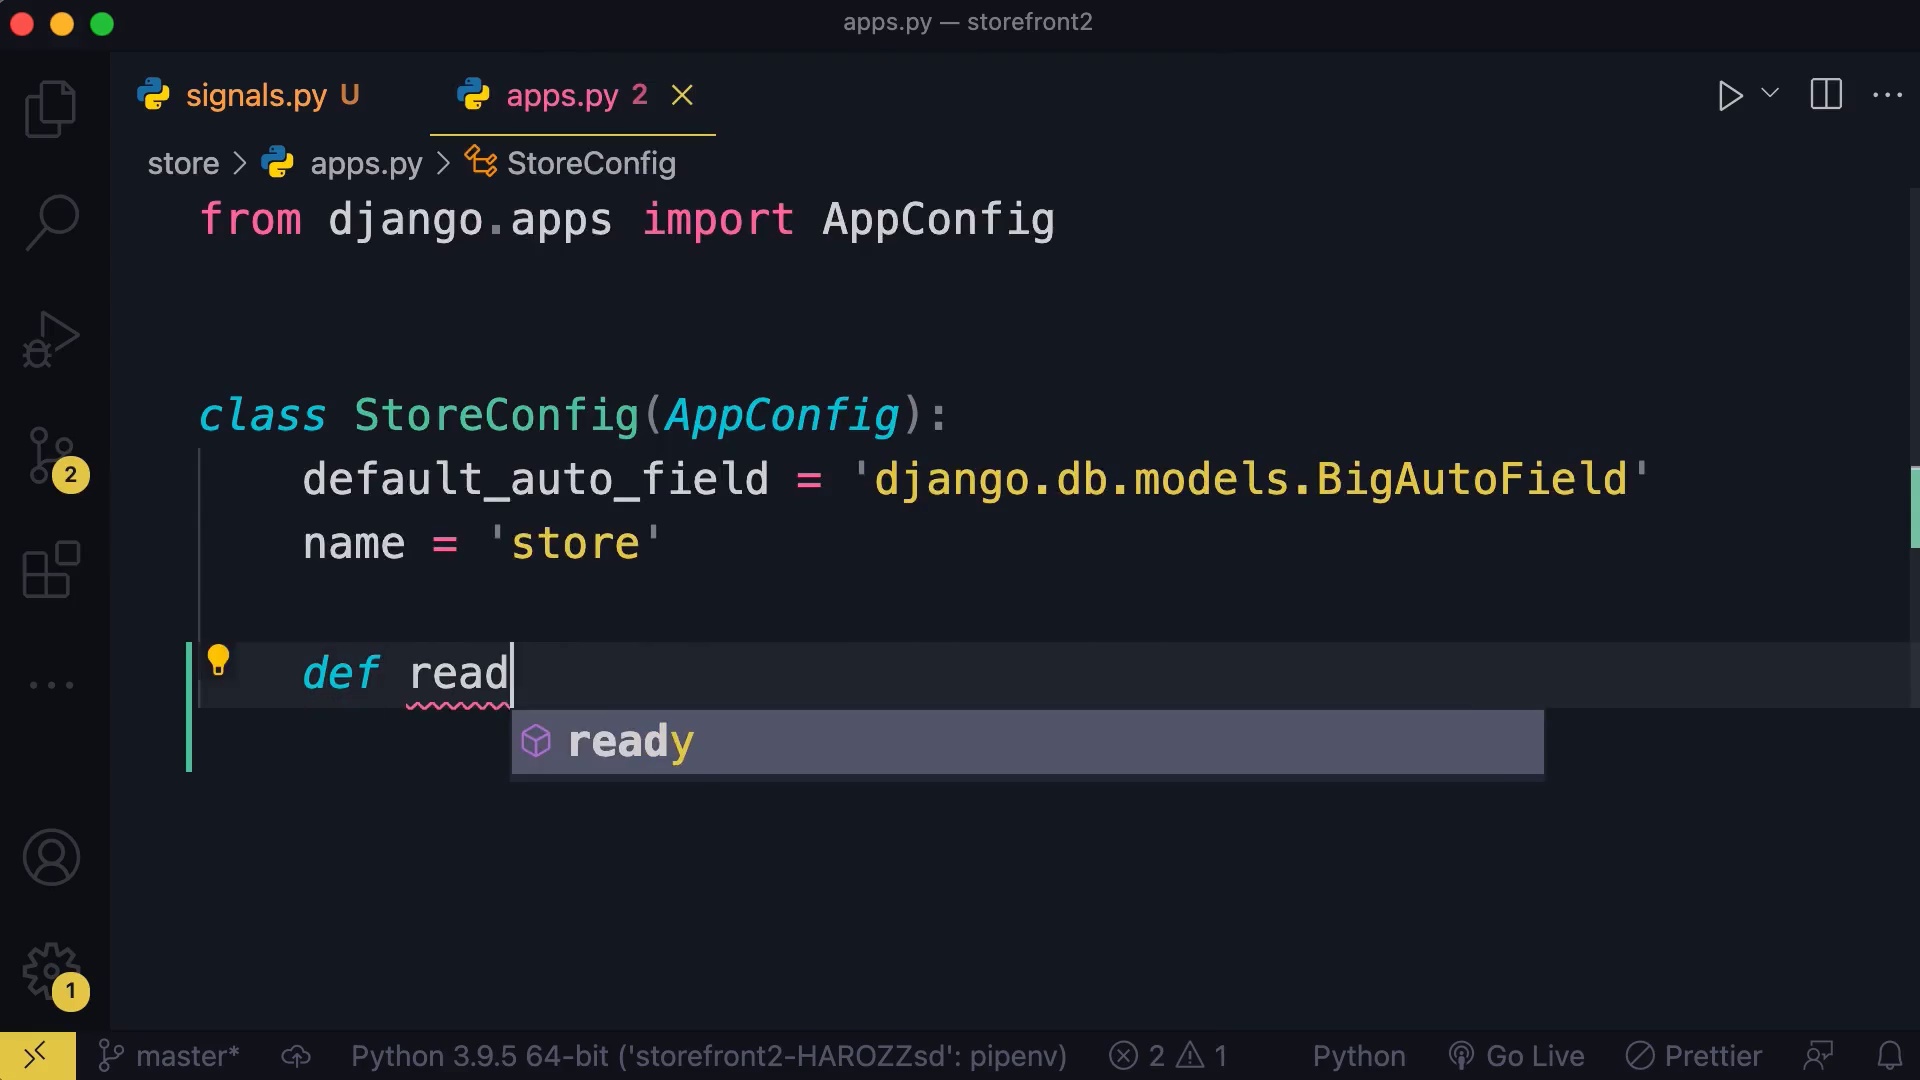 apps.py — storefront2
signals.py U
apps.py 2
store > apps.py > StoreConfig
from django.apps import AppConfig
class StoreConfig(AppConfig):
default_auto_field = 'django.db.models.BigAutoField'
name = 'store'
def read
ready
2
1
master* Python 3.9.5 64-bit ('storefront2-HAROZZsd': pipenv) 2 1 Python Go Live Prettier